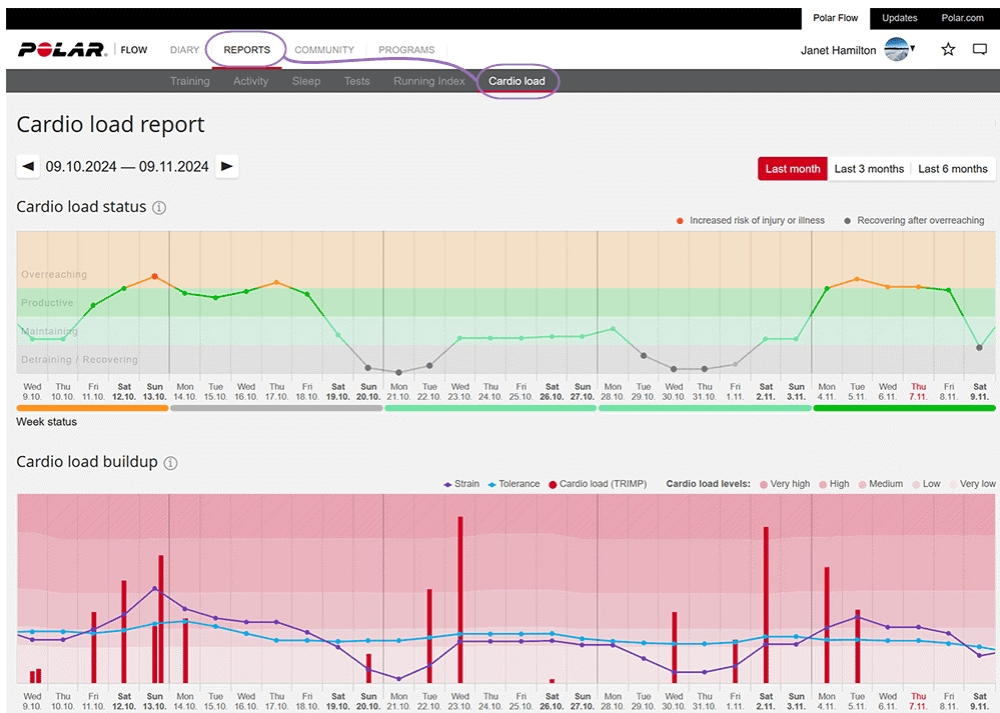 Polar Flow Updates Polar.com
POLAR. FLOW DIARY REPORTS COMMUNITY PROGRAMS Janet Hamilton
Training Activity Sleep Tests Running Index Cardio load
Cardio load report
09.10.2024 — 09.11.2024 Last month Last 3 months Last 6 months
Cardio load status
Increased risk of injury or illness Recovering after overreaching
Overreaching
Productive
Maintaining
Detraining / Recovering
Wed Thu Fri Sat Sun Mon Tue Wed Thu Fri Sat Sun Mon Tue Wed Thu Fri Sat Sun Mon Tue Wed Thu Fri Sat Sun Mon Tue Wed Thu Fri Sat
9.10. 10.10. 11.10. 12.10. 13.10. 14.10. 15.10. 16.10. 17.10. 18.10. 19.10. 20.10. 21.10. 22.10. 23.10. 24.10. 25.10. 26.10. 27.10. 28.10. 29.10. 30.10. 31.10. 1.11. 2.11. 3.11. 4.11. 5.11. 6.11. 7.11. 8.11. 9.11.
Week status
Cardio load buildup
Strain Tolerance Cardio load (TRIMP) Cardio load levels: Very high High Medium Low Very low
Wed Thu Fri Sat Sun Mon Tue Wed Thu Fri Sat Sun Mon Tue Wed Thu Fri Sat Sun Mon Tue Wed Thu Fri Sat Sun Mon Tue Wed Thu Fri Sat
9.10. 10.10. 11.10. 12.10. 13.10. 14.10. 15.10. 16.10. 17.10. 18.10. 19.10. 20.10. 21.10. 22.10. 23.10. 24.10. 25.10. 26.10. 27.10. 28.10. 29.10. 30.10. 31.10. 1.11. 2.11. 3.11. 4.11. 5.11. 6.11. 7.11. 8.11. 9.11.